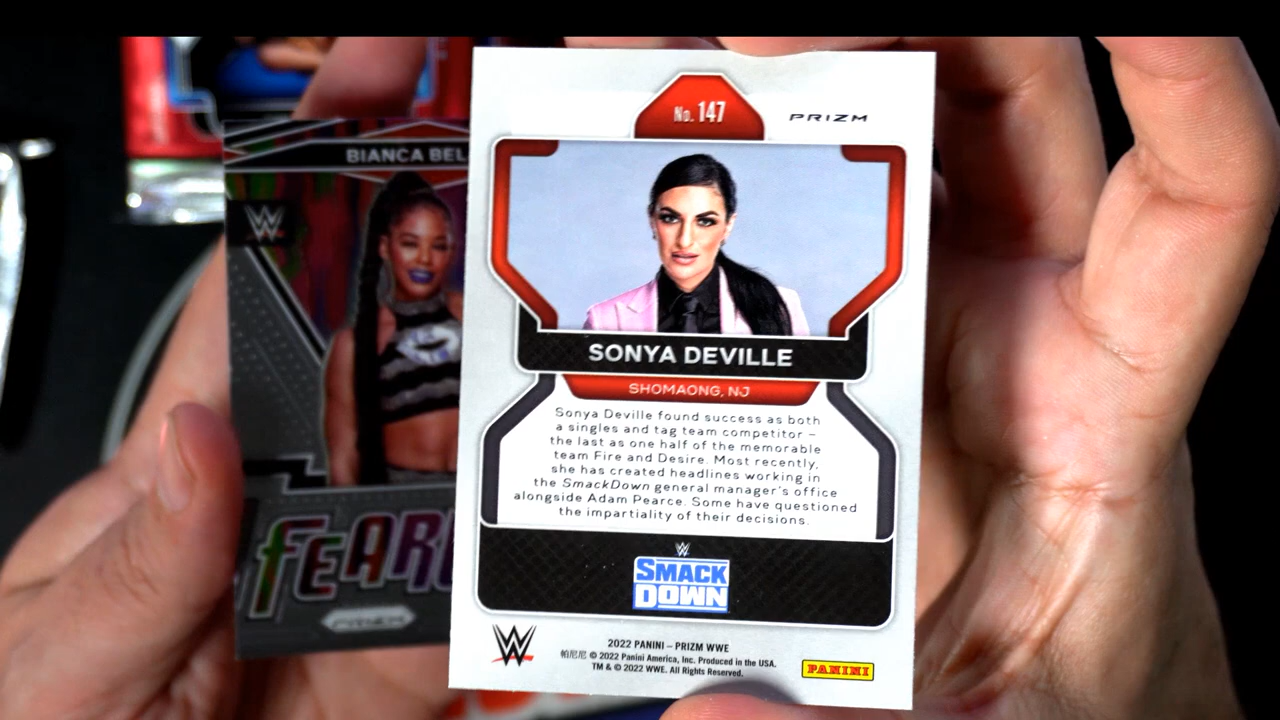 BIANCA BEL
W
FEAR
PRIZM
No. 147
PRIZM
SONYA DEVILLE
SHOMAONG, NJ
Sonya Deville found success as both
a singles and tag team competitor –
the last as one half of the memorable
team Fire and Desire. Most recently,
she has created headlines working in
the SmackDown general manager's office
alongside Adam Pearce. Some have questioned
the impartiality of their decisions.
W
SMACK
DOWN
W
2022 PANINI – PRIZM WWE
帕尼尼 © 2022 Panini America, Inc. Produced in the USA.
TM & © 2022 WWE. All Rights Reserved.
PANINI